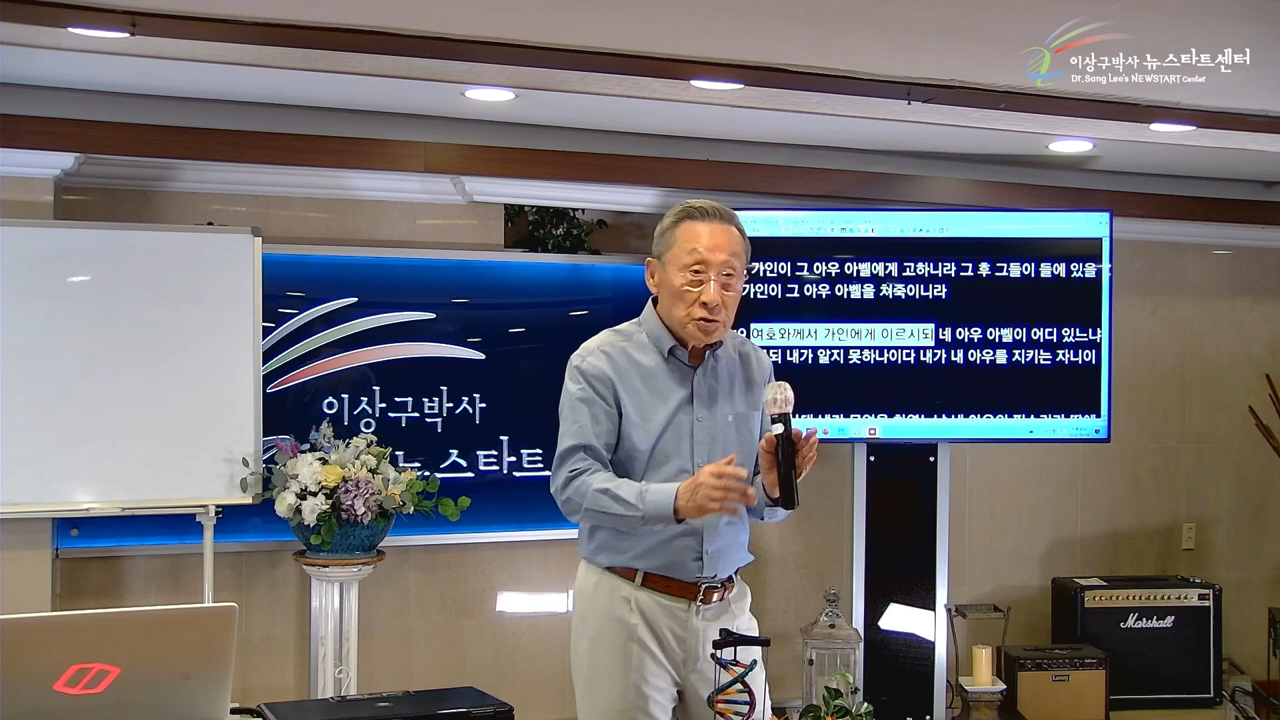 이상구박사 뉴스타트센터
Dr. Sang Lee's NEWSTART Center
가인이 그 아우 아벨에게 고하니라 그 후 그들이 들에 있을
가인이 그 아우 아벨을 쳐죽이니라
여호와께서 가인에게 이르시되 네 아우 아벨이 어디 있느냐
되 내가 알지 못하나이다 내가 내 아우를 지키는 자니이
이상구박사
뉴스타트
Marshall
Laney